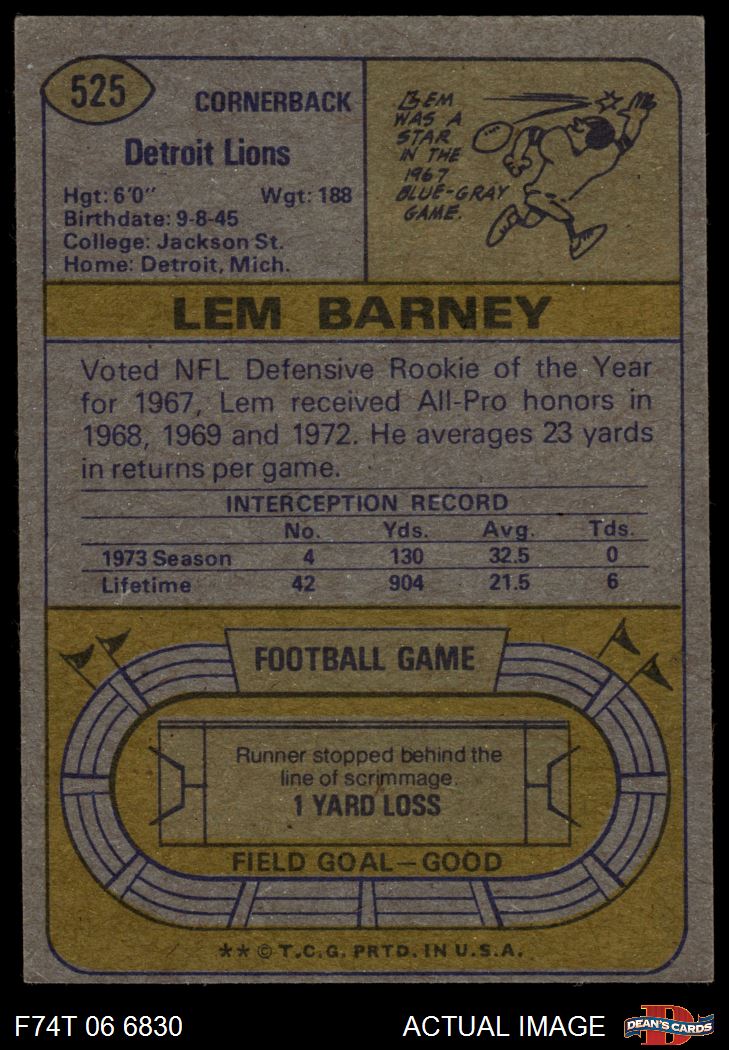 525
CORNERBACK
Detroit Lions
Hgt: 6'0" Wgt: 188
Birthdate: 9-8-45
College: Jackson St.
Home: Detroit, Mich.
LEM
WAS A
STAR
IN THE
1967
BLUE-GRAY
GAME.
LEM BARNEY
Voted NFL Defensive Rookie of the Year
for 1967, Lem received All-Pro honors in
1968, 1969 and 1972. He averages 23 yards
in returns per game.
INTERCEPTION RECORD
No. Yds. Avg. Tds.
1973 Season 4 130 32.5 0
Lifetime 42 904 21.5 6
FOOTBALL GAME
Runner stopped behind the
line of scrimmage.
1 YARD LOSS
FIELD GOAL—GOOD
** © T.C.G. PRTD. IN U.S.A.
F74T 06 6830 ACTUAL IMAGE D DEAN'S CARDS